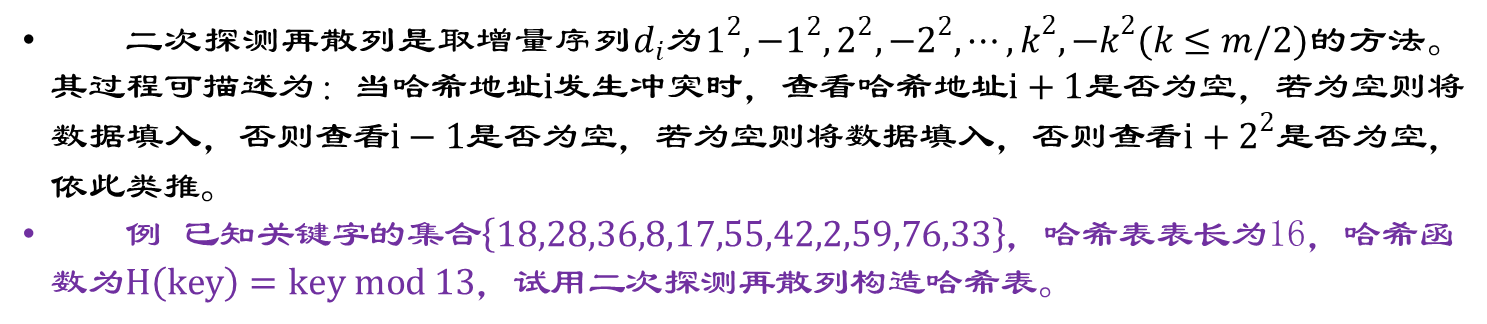 • 二次探测再散列是取增量序列dᵢ为1²,−1²,2²,−2²,⋯,k²,−k²(k ≤ m/2)的方法。
其过程可描述为：当哈希地址i发生冲突时，查看哈希地址i + 1是否为空，若为空则将
数据填入，否则查看i − 1是否为空，若为空则将数据填入，否则查看i + 2²是否为空，
依此类推。
• 例 已知关键字的集合{18,28,36,8,17,55,42,2,59,76,33}，哈希表表长为16，哈希函
数为H(key) = key mod 13，试用二次探测再散列构造哈希表。